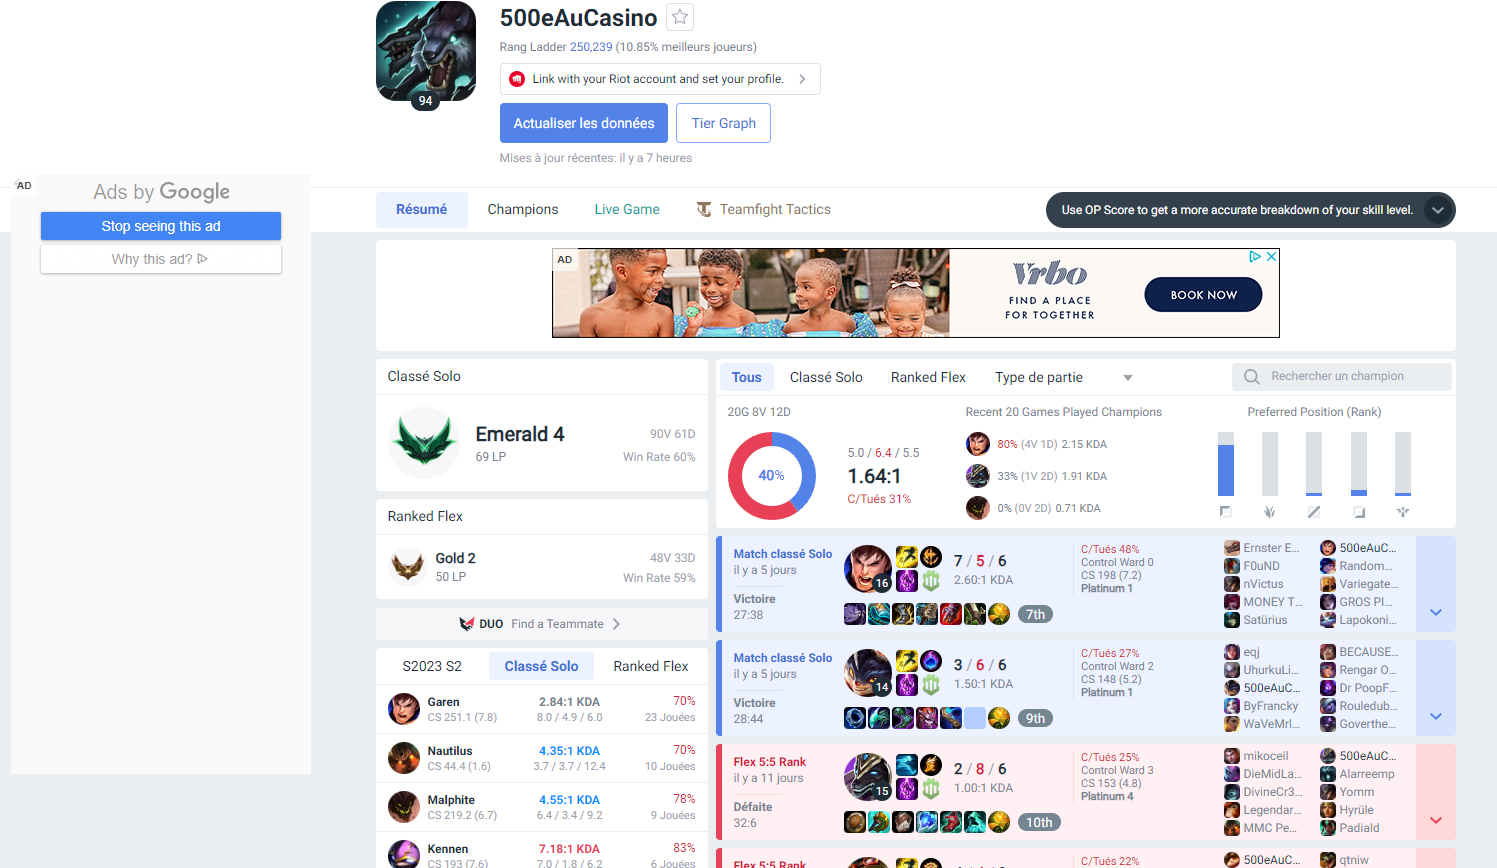 500eAuCasino
Rang Ladder 250,239 (10.85% meilleurs joueurs)
94
Link with your Riot account and set your profile.
Actualiser les données
Tier Graph
Mises à jour récentes: il y a 7 heures
AD
Ads by Google
Stop seeing this ad
Why this ad?
Résumé
Champions
Live Game
Teamfight Tactics
Use OP Score to get a more accurate breakdown of your skill level.
AD
Vrbo
FIND A PLACE
FOR TOGETHER
BOOK NOW
Classé Solo
Emerald 4
90V 61D
69 LP
Win Rate 60%
Ranked Flex
Gold 2
48V 33D
50 LP
Win Rate 59%
DUO Find a Teammate
S2023 S2
Classé Solo
Ranked Flex
Garen
2.84:1 KDA
70%
CS 251.1 (7.8)
8.0 / 4.9 / 6.0
23 Jouées
Nautilus
4.35:1 KDA
70%
CS 44.4 (1.6)
3.7 / 3.7 / 12.4
10 Jouées
Malphite
4.55:1 KDA
78%
CS 219.2 (6.7)
6.4 / 3.4 / 9.2
9 Jouées
Kennen
7.18:1 KDA
83%
CS 193 (7.6)
7.0 / 1.8 / 6.2
6 Jouées
Tous
Classé Solo
Ranked Flex
Type de partie
Rechercher un champion
20G 8V 12D
40%
5.0 / 6.4 / 5.5
1.64:1
C/Tués 31%
Recent 20 Games Played Champions
80% (4V 1D) 2.15 KDA
33% (1V 2D) 1.91 KDA
0% (0V 2D) 0.71 KDA
Preferred Position (Rank)
Match classé Solo
il y a 5 jours
Victoire
27:38
16
7 / 5 / 6
2.60:1 KDA
7th
C/Tués 48%
Control Ward 0
CS 198 (7.2)
Platinum 1
Ernster E...
F0uND
nVictus
MONEY T...
Satürius
500eAuC...
Random...
Variegate...
GROS PI...
Lapokoni...
Match classé Solo
il y a 5 jours
Victoire
28:44
14
3 / 6 / 6
1.50:1 KDA
9th
C/Tués 27%
Control Ward 2
CS 148 (5.2)
Platinum 1
eqj
UhurkuLi...
500eAuC...
ByFrancky
WaVeMrl...
BECAUSE...
Rengar O...
Dr PoopF...
Rouledub...
Goverthe...
Flex 5:5 Rank
il y a 11 jours
Défaite
32:6
15
2 / 8 / 6
1.00:1 KDA
10th
C/Tués 25%
Control Ward 3
CS 153 (4.8)
Platinum 4
mikoceil
DieMidLa...
DivineCr3...
Legendar...
MMC Pe...
500eAuC...
Alarreemp
Yomm
Hyrüle
Padiald
Flex 5:5 Rank
C/Tués 22%
500eAuC...
qtniw